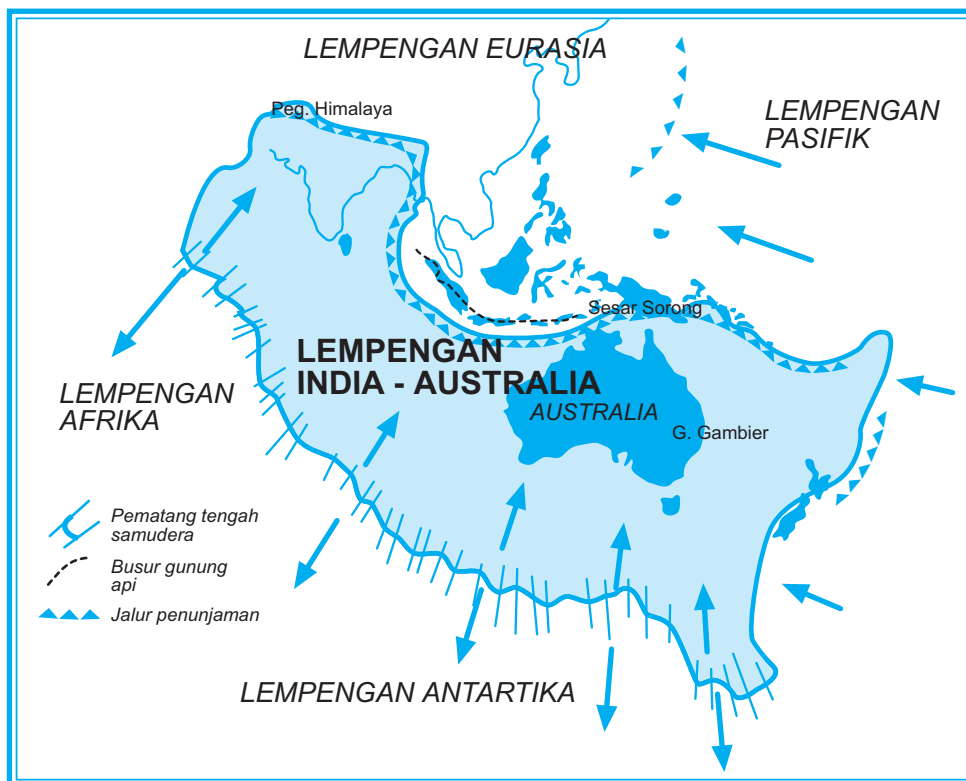 LEMPENGAN EURASIA
Peg. Himalaya
LEMPENGAN
PASIFIK
Sesar Sorong
LEMPENGAN
INDIA - AUSTRALIA
LEMPENGAN
AFRIKA
AUSTRALIA
G. Gambier
Pematang tengah
samudera
Busur gunung
api
Jalur penunjaman
LEMPENGAN ANTARTIKA